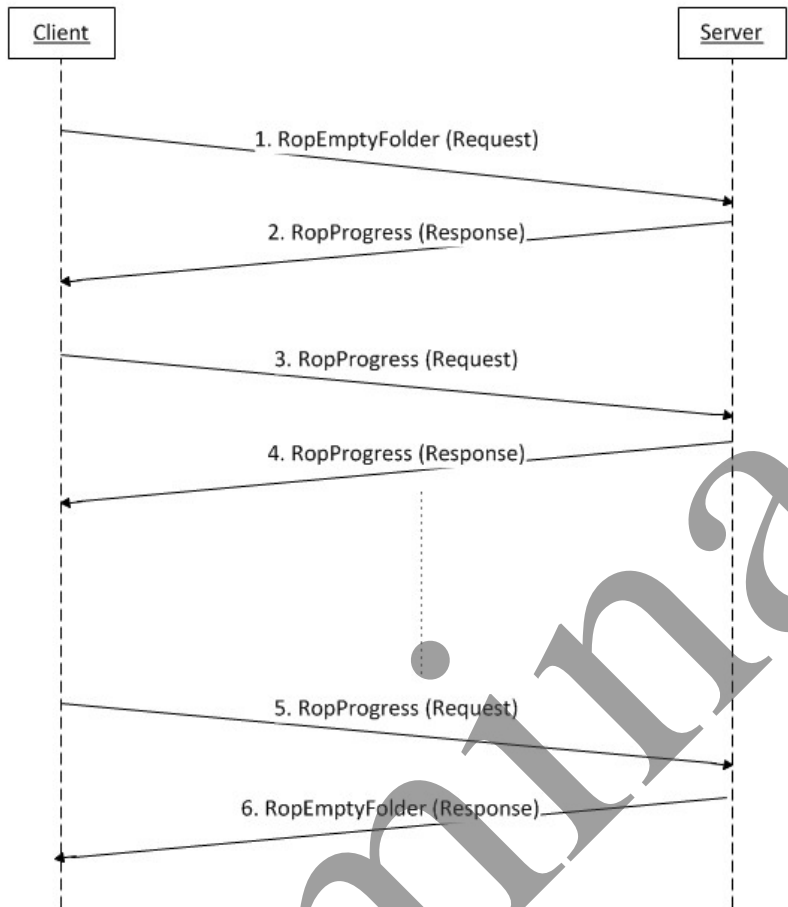 Client
Server
1. RopEmptyFolder (Request)
2. RopProgress (Response)
3. RopProgress (Request)
4. RopProgress (Response)
5. RopProgress (Request)
6. RopEmptyFolder (Response)